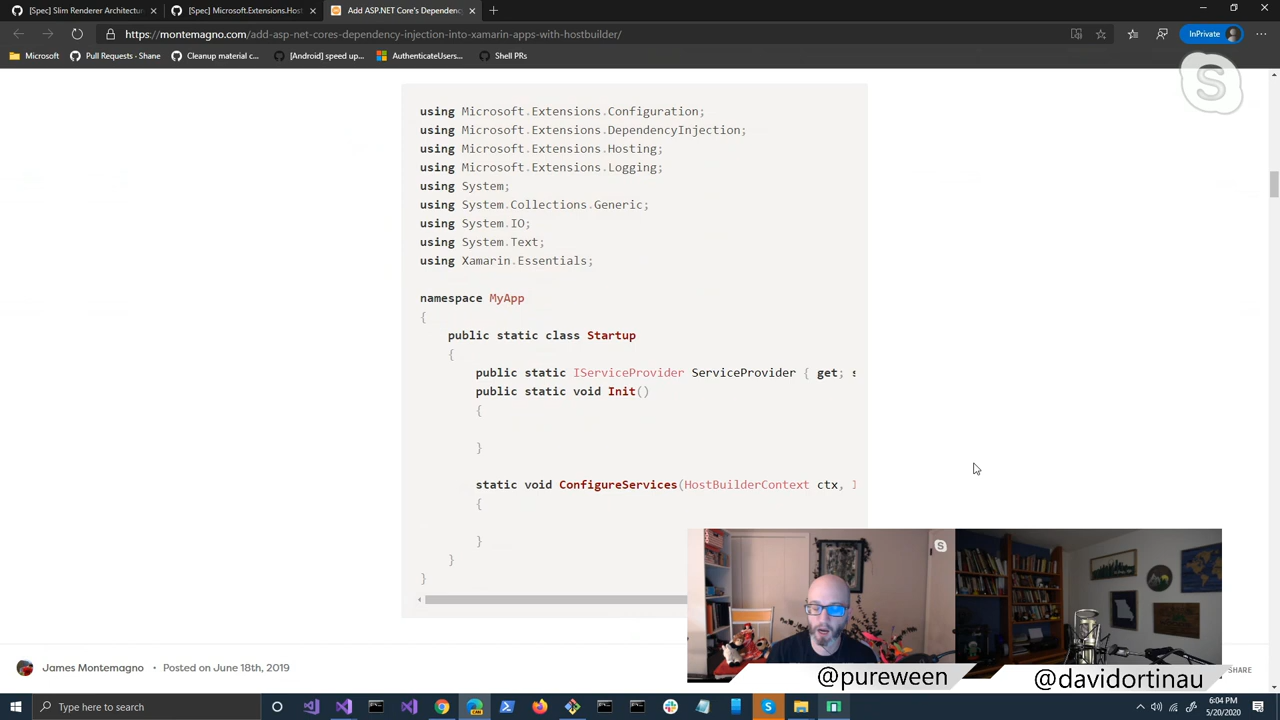 [Spec] Slim Renderer Architectur
[Spec] Microsoft.Extensions.Hos
Add ASP.NET Core's Dependenc
https://montemagno.com/add-asp-net-cores-dependency-injection-into-xamarin-apps-with-hostbuilder/
InPrivate
Microsoft
Pull Requests · Shane
Cleanup material c...
[Android] speed up...
AuthenticateUsers...
Shell PRs
using Microsoft.Extensions.Configuration;
using Microsoft.Extensions.DependencyInjection;
using Microsoft.Extensions.Hosting;
using Microsoft.Extensions.Logging;
using System;
using System.Collections.Generic;
using System.IO;
using System.Text;
using Xamarin.Essentials;
namespace MyApp
{
public static class Startup
{
public static IServiceProvider ServiceProvider { get; s
public static void Init()
{
}
static void ConfigureServices(HostBuilderContext ctx, I
{
}
}
}
James Montemagno • Posted on June 18th, 2019
SHARE
@pureween
@davidortinau
Type here to search
6:04 PM
5/20/2020